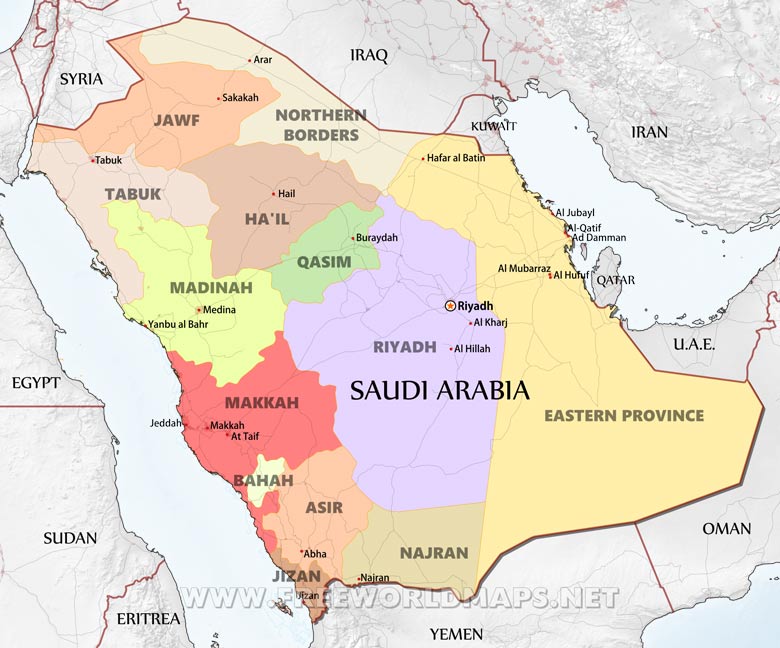 IRAQ
Arar
SYRIA
Sakakah
JAWF
NORTHERN
BORDERS
KUWAIT
IRAN
Tabuk
Hafar al Batin
TABUK
Hail
HA'IL
Al Jubayl
Al-Qatif
Ad Damman
Buraydah
QASIM
Al Mubarraz
Al Hufuf
QATAR
MADINAH
Medina
Riyadh
Yanbu al Bahr
Al Kharj
RIYADH
Al Hillah
U.A.E.
EGYPT
SAUDI ARABIA
MAKKAH
EASTERN PROVINCE
Jeddah
Makkah
At Taif
BAHAH
ASIR
SUDAN
OMAN
Abha
NAJRAN
JIZAN
Najran
Jizan
WWW.FREEWORLDMAPS.NET
ERITREA
YEMEN